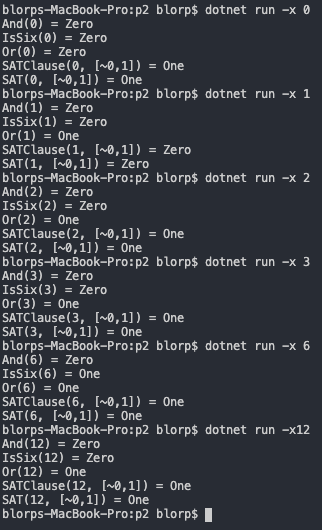 blorps-MacBook-Pro:p2 blorp$ dotnet run -x 0
And(0) = Zero
IsSix(0) = Zero
Or(0) = Zero
SATClause(0, [~0,1]) = One
SAT(0, [~0,1]) = One
blorps-MacBook-Pro:p2 blorp$ dotnet run -x 1
And(1) = Zero
IsSix(1) = Zero
Or(1) = One
SATClause(1, [~0,1]) = Zero
SAT(1, [~0,1]) = Zero
blorps-MacBook-Pro:p2 blorp$ dotnet run -x 2
And(2) = Zero
IsSix(2) = Zero
Or(2) = One
SATClause(2, [~0,1]) = One
SAT(2, [~0,1]) = One
blorps-MacBook-Pro:p2 blorp$ dotnet run -x 3
And(3) = Zero
IsSix(3) = Zero
Or(3) = One
SATClause(3, [~0,1]) = One
SAT(3, [~0,1]) = One
blorps-MacBook-Pro:p2 blorp$ dotnet run -x 6
And(6) = Zero
IsSix(6) = One
Or(6) = One
SATClause(6, [~0,1]) = One
SAT(6, [~0,1]) = One
blorps-MacBook-Pro:p2 blorp$ dotnet run -x12
And(12) = Zero
IsSix(12) = Zero
Or(12) = One
SATClause(12, [~0,1]) = One
SAT(12, [~0,1]) = One
blorps-MacBook-Pro:p2 blorp$